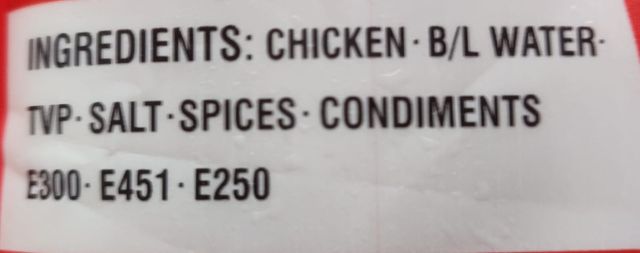 INGREDIENTS: CHICKEN · B/L WATER·
TVP· SALT·SPICES· CONDIMENTS
E300· E451 · E250